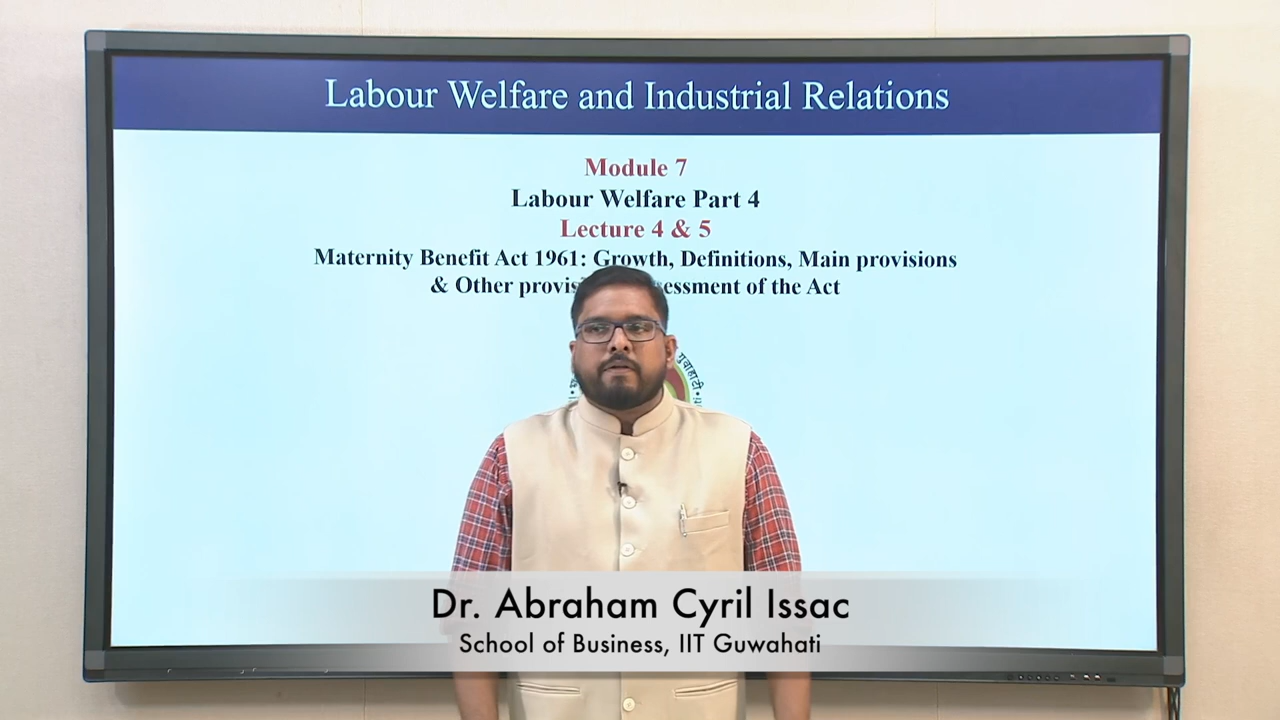 Labour Welfare and Industrial Relations
Module 7
Labour Welfare Part 4
Lecture 4 & 5
Maternity Benefit Act 1961: Growth, Definitions, Main provisions
& Other of the Act
गुवाहाटी
Dr. Abraham Cyril Issac
School of Business, IIT Guwahati